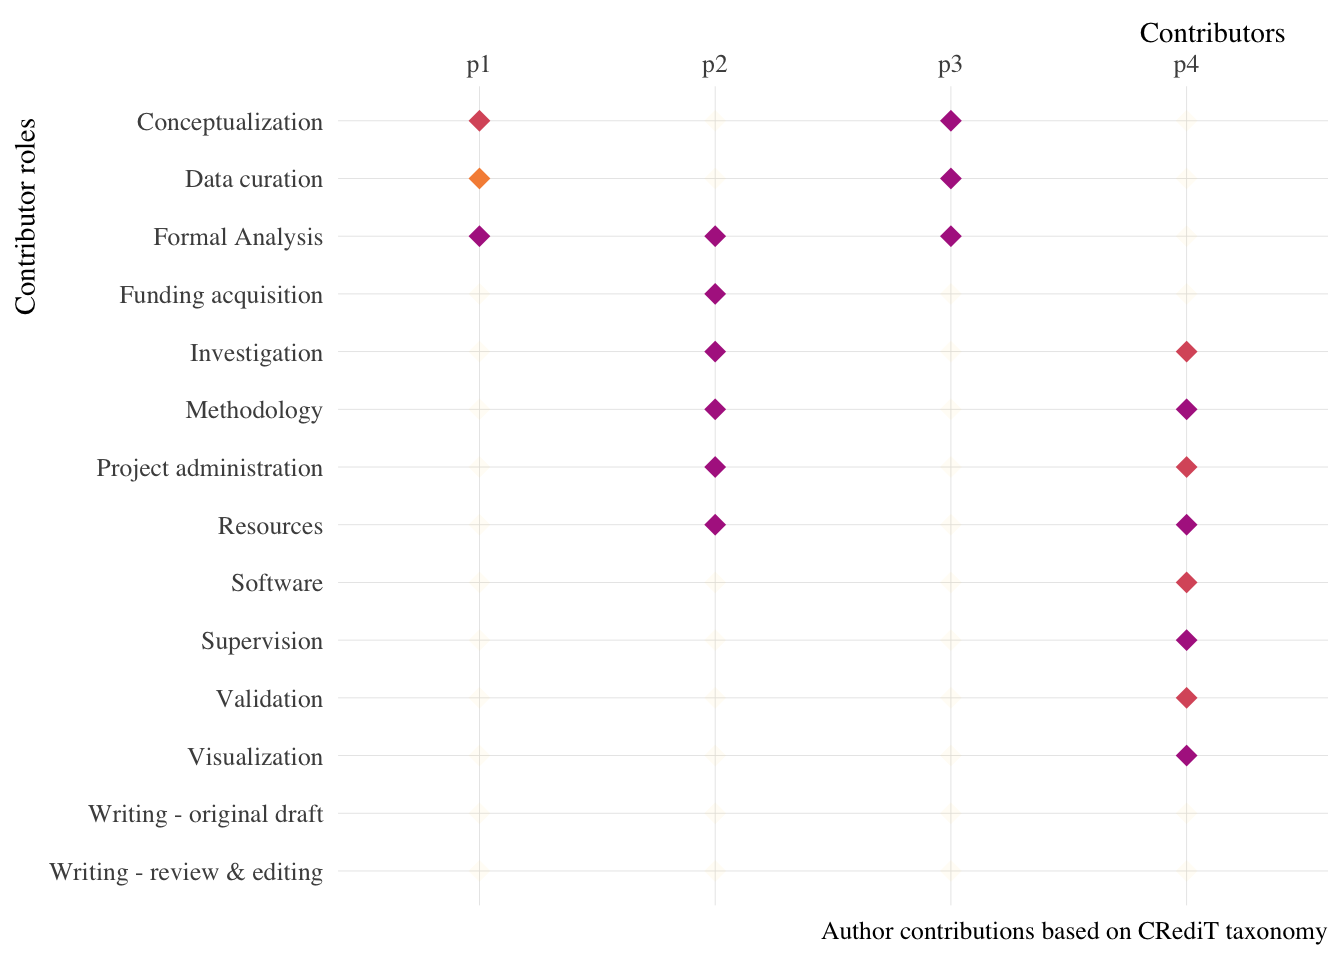 Contributors
p1 p2 p3 p4
Contributor roles
Conceptualization
Data curation
Formal Analysis
Funding acquisition
Investigation
Methodology
Project administration
Resources
Software
Supervision
Validation
Visualization
Writing - original draft
Writing - review & editing
Author contributions based on CRediT taxonomy